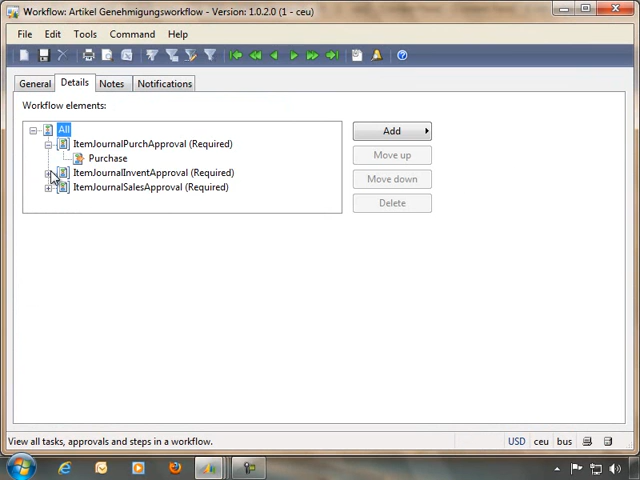 Workflow: Artikel Genehmigungsworkflow - Version: 1.0.2.0 (1 - ceu)
File Edit Tools Command Help
General Details Notes Notifications
Workflow elements:
All
ItemJournalPurchApproval (Required)
Purchase
ItemJournalInventApproval (Required)
ItemJournalSalesApproval (Required)
Add
Move up
Move down
Delete
View all tasks, approvals and steps in a workflow.
USD ceu bus